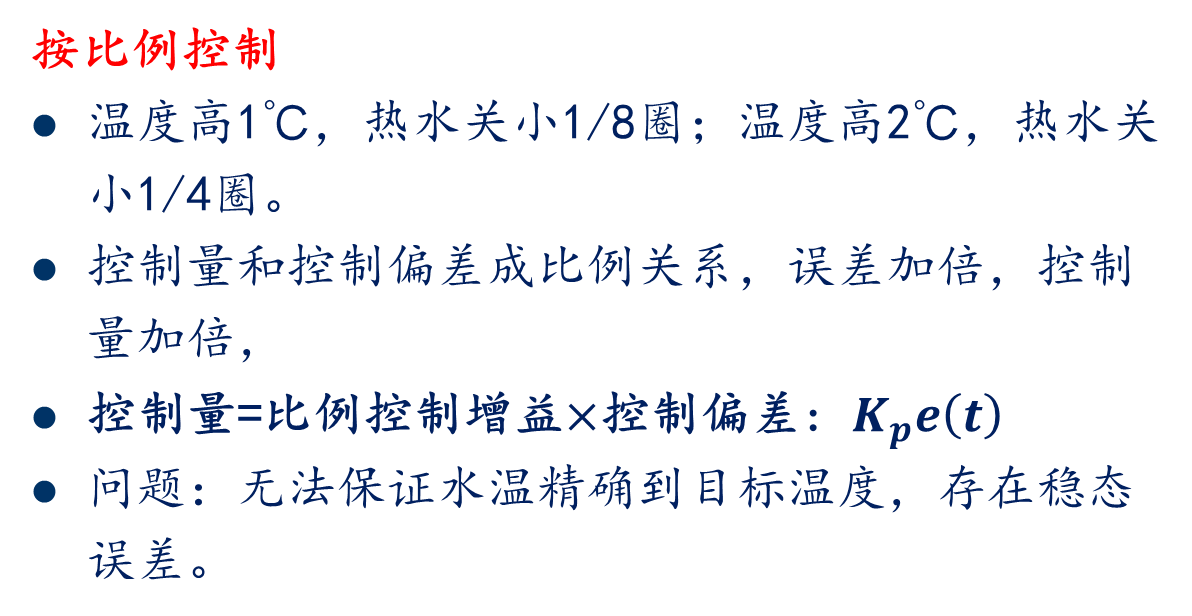 按比例控制
● 温度高1℃，热水关小1/8圈；温度高2℃，热水关
小1/4圈。
● 控制量和控制偏差成比例关系，误差加倍，控制
量加倍，
● 控制量=比例控制增益×控制偏差：Kₚe(t)
● 问题：无法保证水温精确到目标温度，存在稳态
误差。